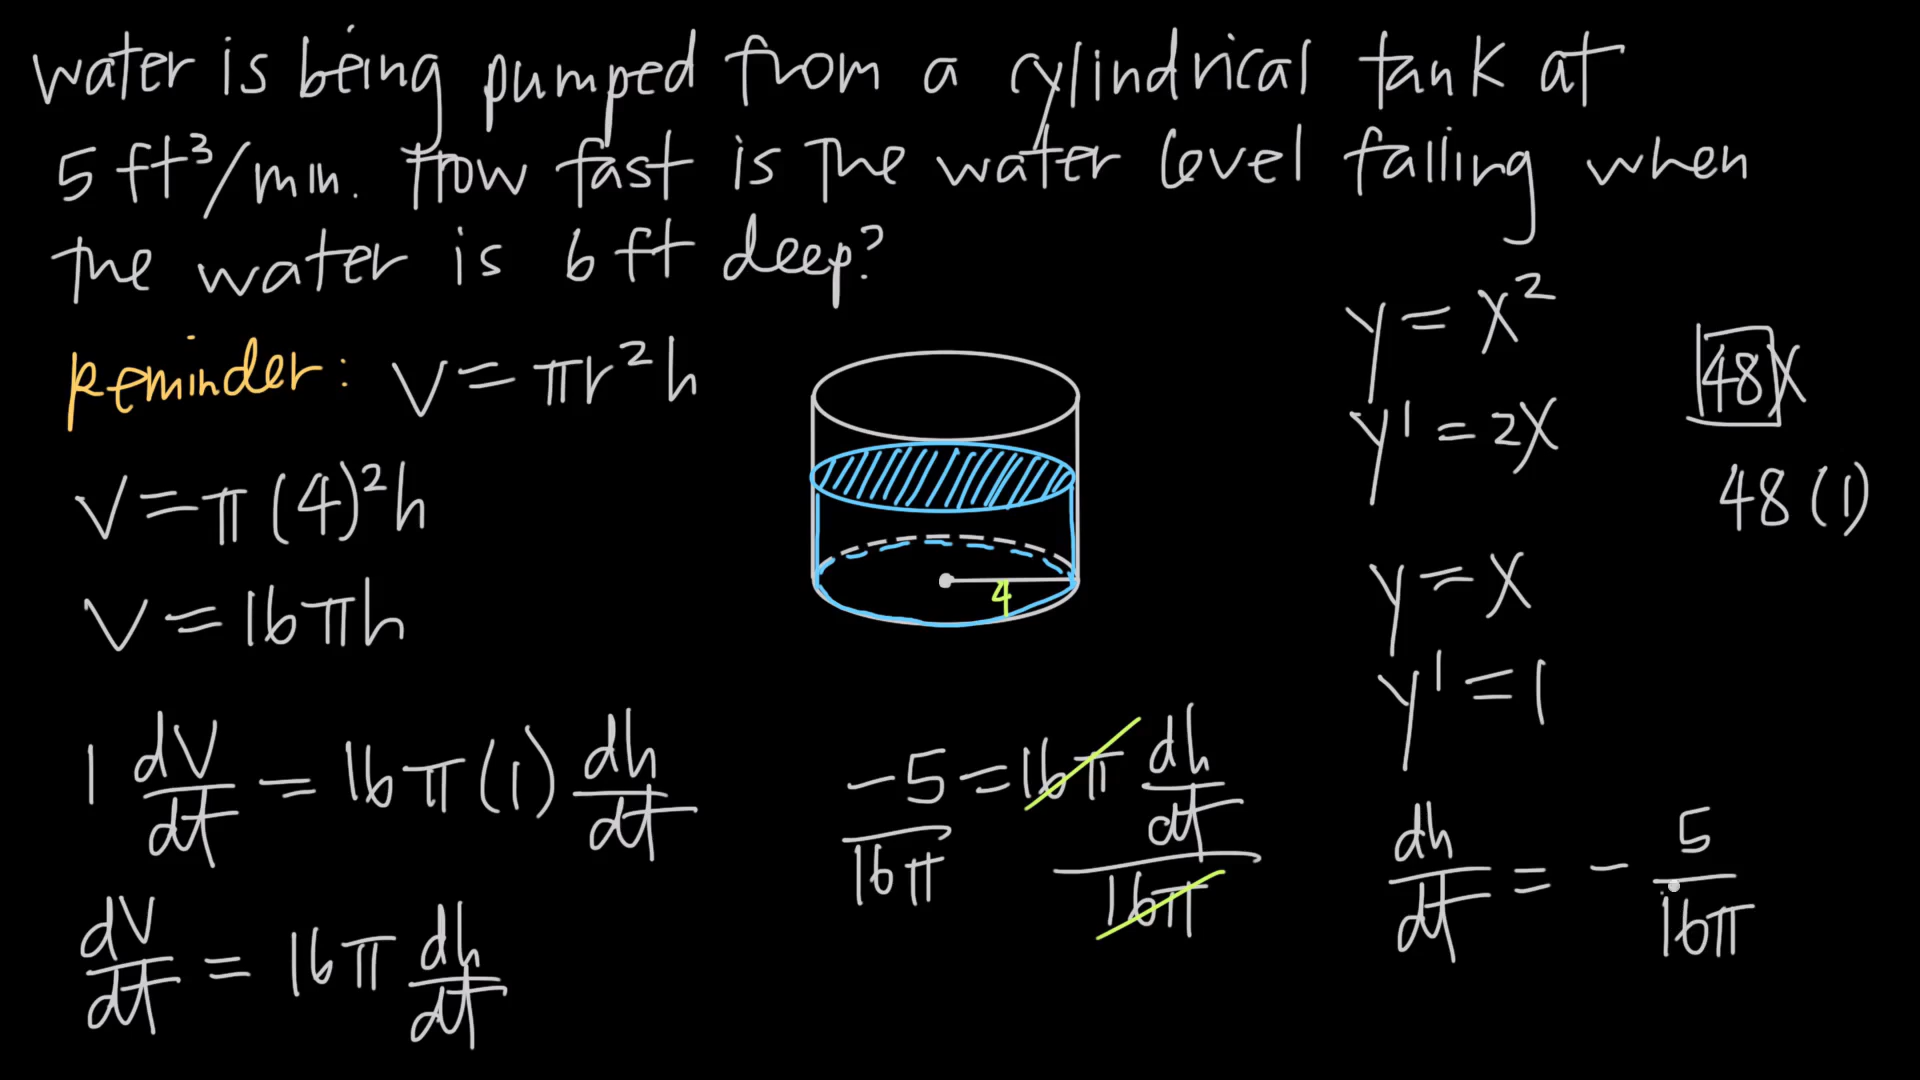 water is being pumped from a cylindrical tank at
5 ft³/min. How fast is the water level falling when
the water is 6 ft deep?
reminder: V = πr²h
V = π(4)²h
V = 16πh
1 dV/dt = 16π(1) dh/dt
dV/dt = 16π dh/dt
4
-5/16π = 16π dh/dt / 16π
y = x²
y' = 2x
y = x
y' = 1
48x
48(1)
dh/dt = - 5/16π